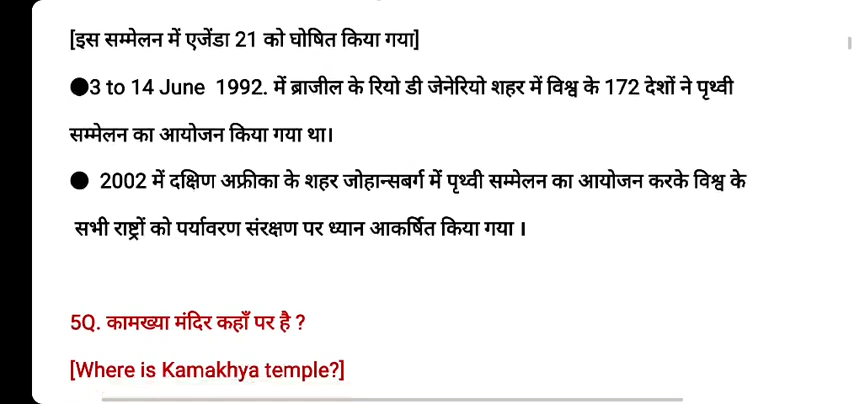 [इस सम्मेलन में एजेंडा 21 को घोषित किया गया]
●3 to 14 June 1992. में ब्राजील के रियो डी जेनेरियो शहर में विश्व के 172 देशों ने पृथ्वी
सम्मेलन का आयोजन किया गया था।
● 2002 में दक्षिण अफ्रीका के शहर जोहान्सबर्ग में पृथ्वी सम्मेलन का आयोजन करके विश्व के
सभी राष्ट्रों को पर्यावरण संरक्षण पर ध्यान आकर्षित किया गया ।
5Q. कामख्या मंदिर कहाँ पर है ?
[Where is Kamakhya temple?]